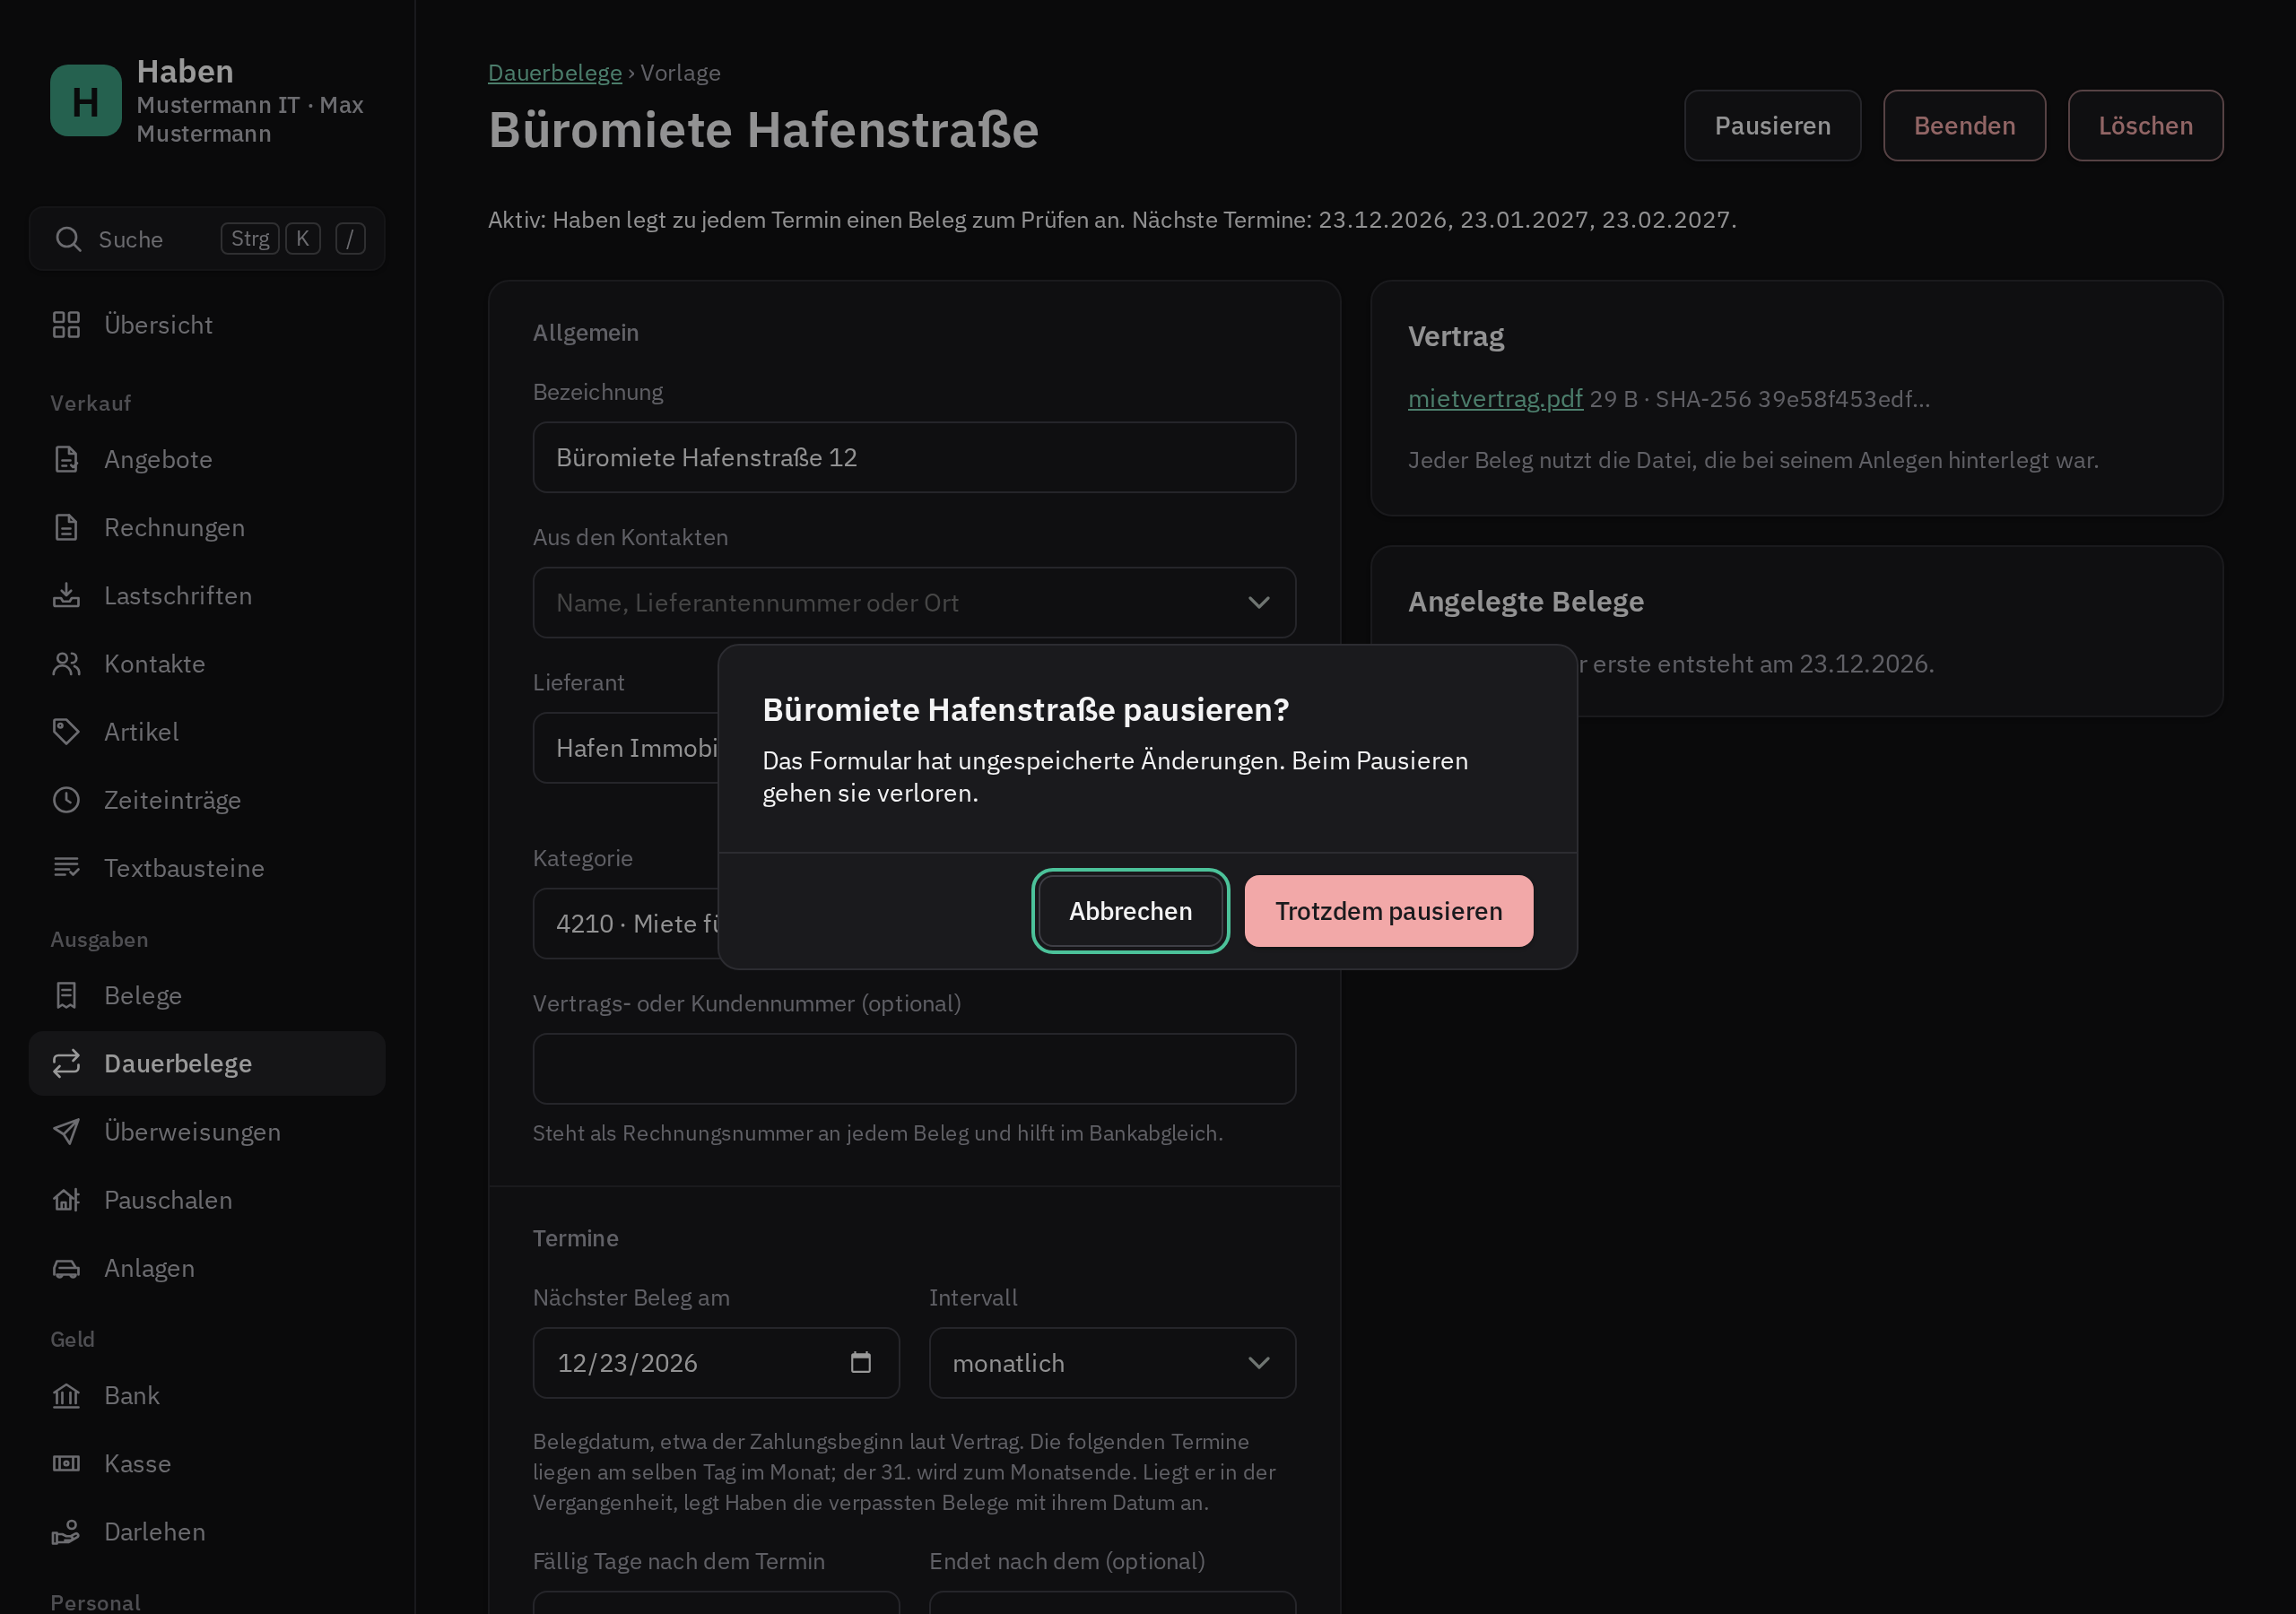 H
Haben
Mustermann IT · Max
Mustermann
Suche Strg K /
Übersicht
Verkauf
Angebote
Rechnungen
Lastschriften
Kontakte
Artikel
Zeiteinträge
Textbausteine
Ausgaben
Belege
Dauerbelege
Überweisungen
Pauschalen
Anlagen
Geld
Bank
Kasse
Darlehen
Personal
Dauerbelege › Vorlage
Büromiete Hafenstraße
Pausieren Beenden Löschen
Aktiv: Haben legt zu jedem Termin einen Beleg zum Prüfen an. Nächste Termine: 23.12.2026, 23.01.2027, 23.02.2027.
Allgemein
Bezeichnung
Büromiete Hafenstraße 12
Aus den Kontakten
Name, Lieferantennummer oder Ort
Lieferant
Hafen Immobi
Kategorie
4210 · Miete fü
Vertrags- oder Kundennummer (optional)
Steht als Rechnungsnummer an jedem Beleg und hilft im Bankabgleich.
Termine
Nächster Beleg am Intervall
12/23/2026 monatlich
Belegdatum, etwa der Zahlungsbeginn laut Vertrag. Die folgenden Termine
liegen am selben Tag im Monat; der 31. wird zum Monatsende. Liegt er in der
Vergangenheit, legt Haben die verpassten Belege mit ihrem Datum an.
Fällig Tage nach dem Termin Endet nach dem (optional)
Vertrag
mietvertrag.pdf 29 B · SHA-256 39e58f453edf…
Jeder Beleg nutzt die Datei, die bei seinem Anlegen hinterlegt war.
Angelegte Belege
r erste entsteht am 23.12.2026.
Büromiete Hafenstraße pausieren?
Das Formular hat ungespeicherte Änderungen. Beim Pausieren
gehen sie verloren.
Abbrechen Trotzdem pausieren